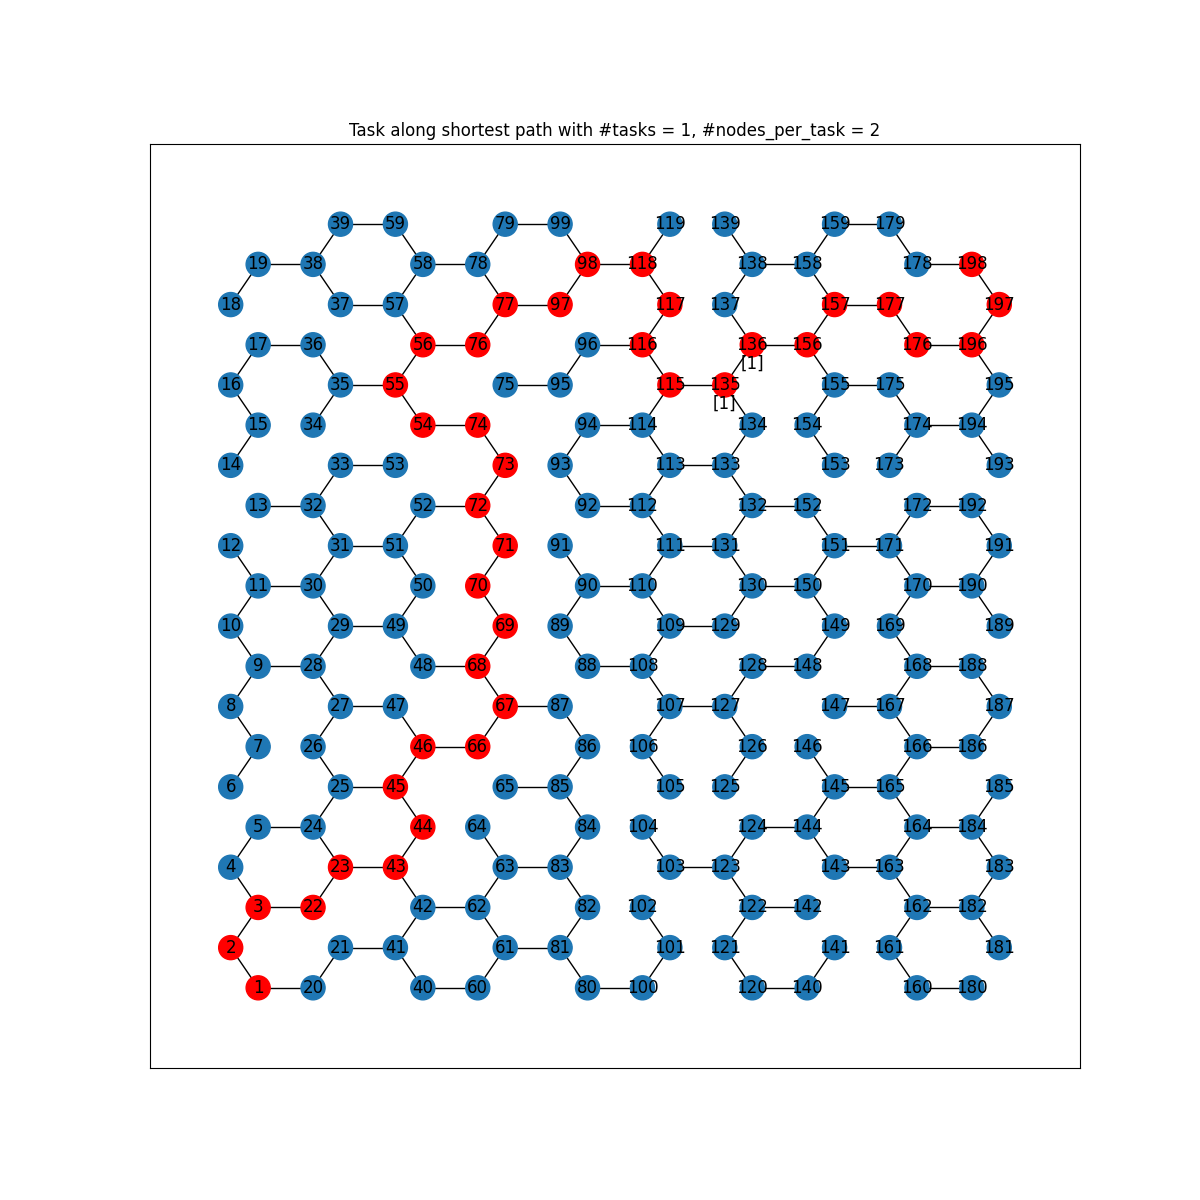 Task along shortest path with #tasks = 1, #nodes_per_task = 2
39 59 79 99 119 139 159 179
19 38 58 78 98 118 138 158 178 198
18 37 57 77 97 117 137 157 177 197
17 36 56 76 96 116 136 156 176 196
[1]
16 35 55 75 95 115 135 155 175 195
[1]
15 34 54 74 94 114 134 154 174 194
14 33 53 73 93 113 133 153 173 193
13 32 52 72 92 112 132 152 172 192
12 31 51 71 91 111 131 151 171 191
11 30 50 70 90 110 130 150 170 190
10 29 49 69 89 109 129 149 169 189
9 28 48 68 88 108 128 148 168 188
8 27 47 67 87 107 127 147 167 187
7 26 46 66 86 106 126 146 166 186
6 25 45 65 85 105 125 145 165 185
5 24 44 64 84 104 124 144 164 184
4 23 43 63 83 103 123 143 163 183
3 22 42 62 82 102 122 142 162 182
2 21 41 61 81 101 121 141 161 181
1 20 40 60 80 100 120 140 160 180